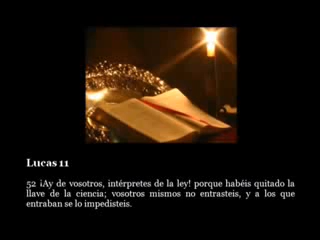 Lucas 11
52 ¡Ay de vosotros, intérpretes de la ley! porque habéis quitado la
llave de la ciencia; vosotros mismos no entrasteis, y a los que
entraban se lo impedisteis.